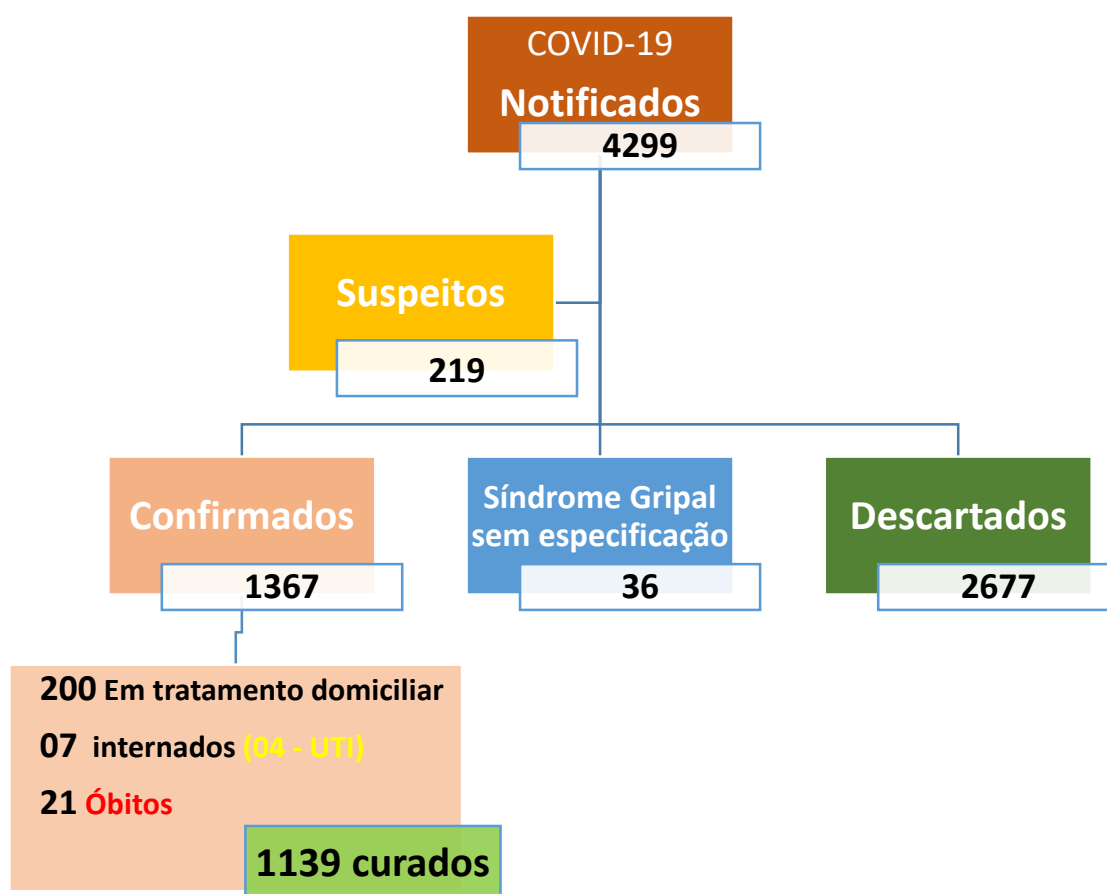 COVID-19
Notificados
4299
Suspeitos
219
Confirmados
1367
Síndrome Gripal
sem especificação
36
Descartados
2677
200 Em tratamento domiciliar
07 internados (04 - UTI)
21 Óbitos
1139 curados